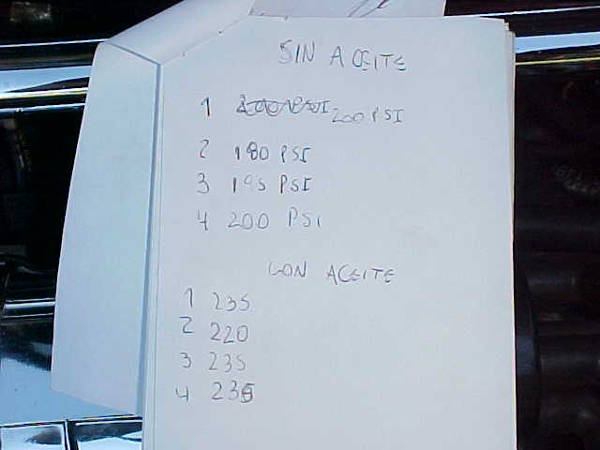 SIN ACEITE
1 200 PSI
2 180 PSI
3 195 PSI
4 200 PSI
CON ACEITE
1 235
2 220
3 235
4 235